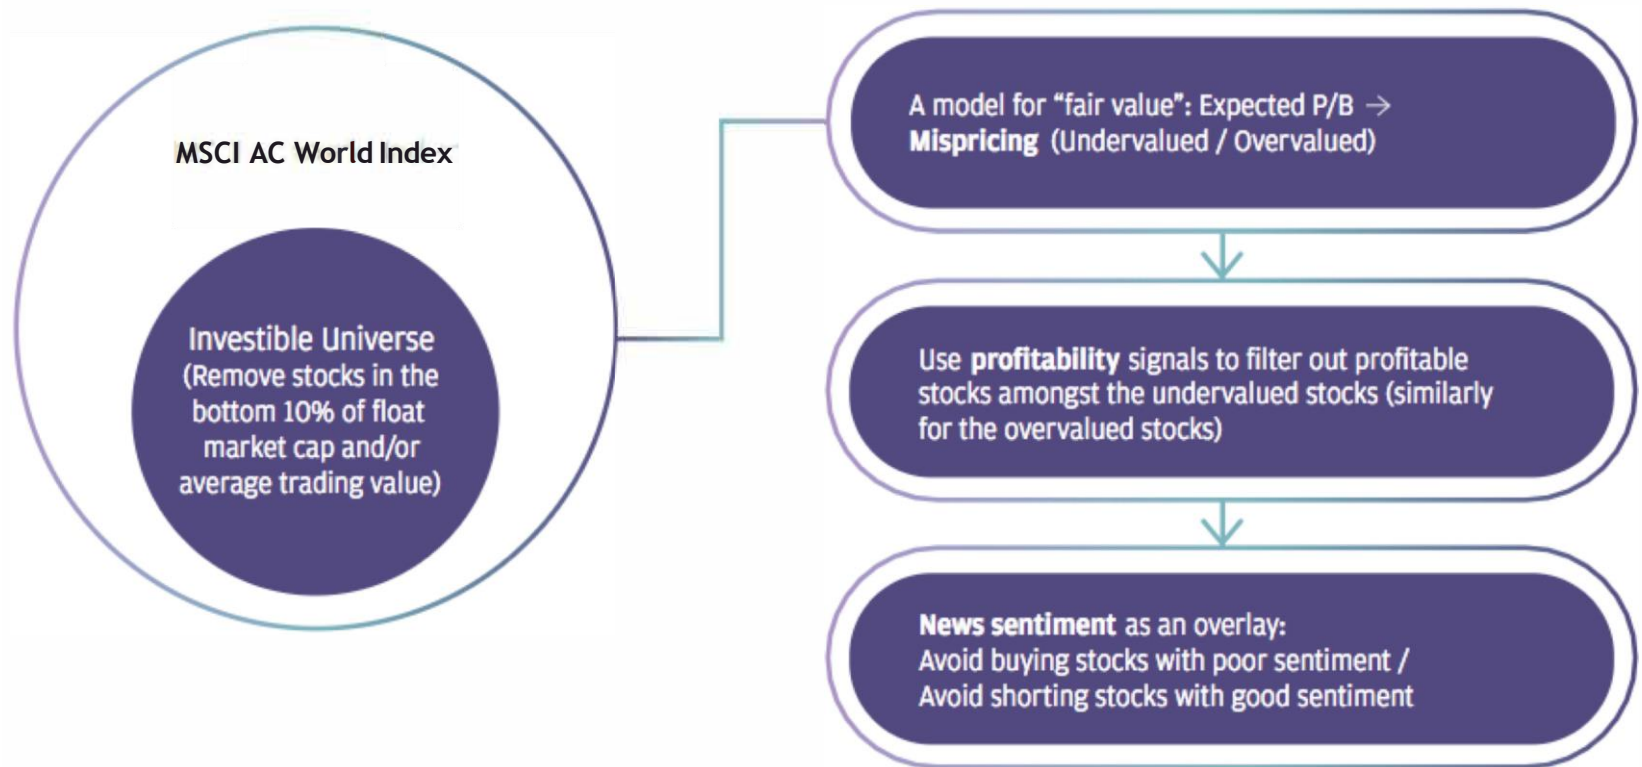 MSCI AC World Index
Investible Universe
(Remove stocks in the
bottom 10% of float
market cap and/or
average trading value)
A model for “fair value”: Expected P/B →
Mispricing (Undervalued / Overvalued)
Use profitability signals to filter out profitable
stocks amongst the undervalued stocks (similarly
for the overvalued stocks)
News sentiment as an overlay:
Avoid buying stocks with poor sentiment /
Avoid shorting stocks with good sentiment